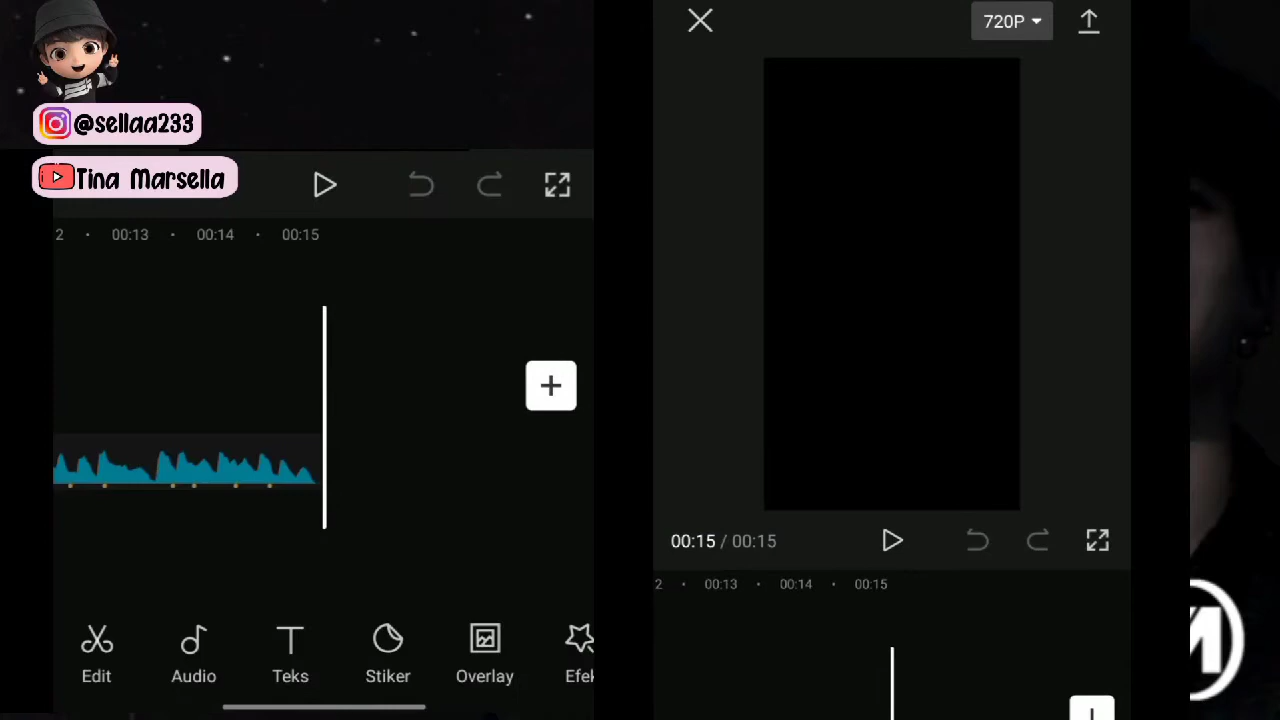 @sellaa233
Tina Marsella
2 · 00:13 · 00:14 · 00:15
Edit
Audio
Teks
Stiker
Overlay
Efek
720P
00:15 / 00:15
2 · 00:13 · 00:14 · 00:15
M